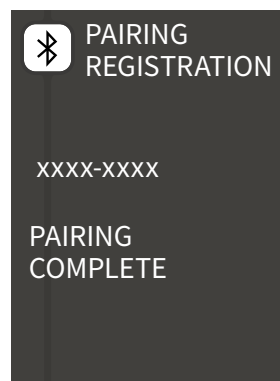 PAIRING
REGISTRATION
xxxx-xxxx
PAIRING
COMPLETE